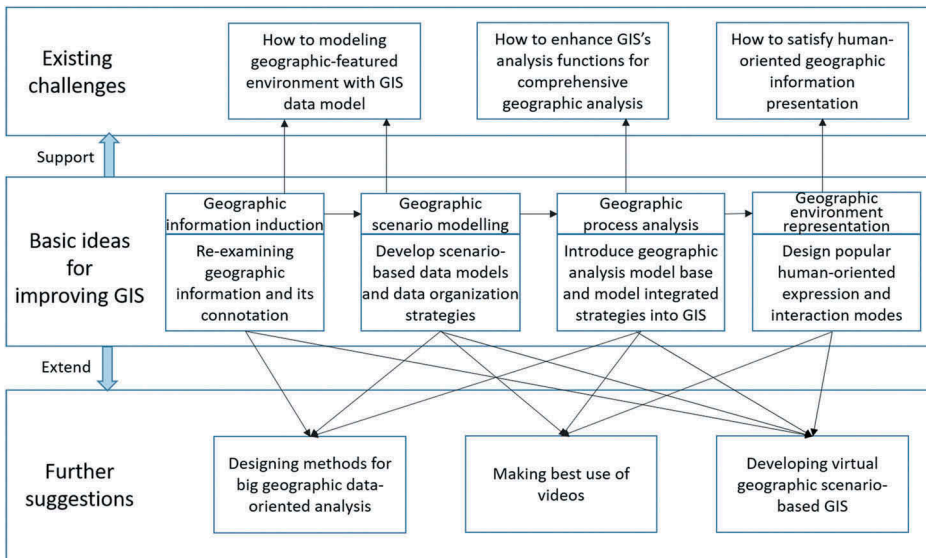 Existing
challenges
How to modeling
geographic-featured
environment with GIS
data model
How to enhance GIS's
analysis functions for
comprehensive
geographic analysis
How to satisfy human-
oriented geographic
information
presentation
Support
Basic ideas
for
improving GIS
Geographic
information induction
Re-examining
geographic
information and its
connotation
Geographic
scenario modelling
Develop scenario-
based data models
and data organization
strategies
Geographic
process analysis
Introduce geographic
analysis model base
and model integrated
strategies into GIS
Geographic
environment
representation
Design popular
human-oriented
expression and
interaction modes
Extend
Further
suggestions
Designing methods for
big geographic data-
oriented analysis
Making best use of
videos
Developing virtual
geographic scenario-
based GIS